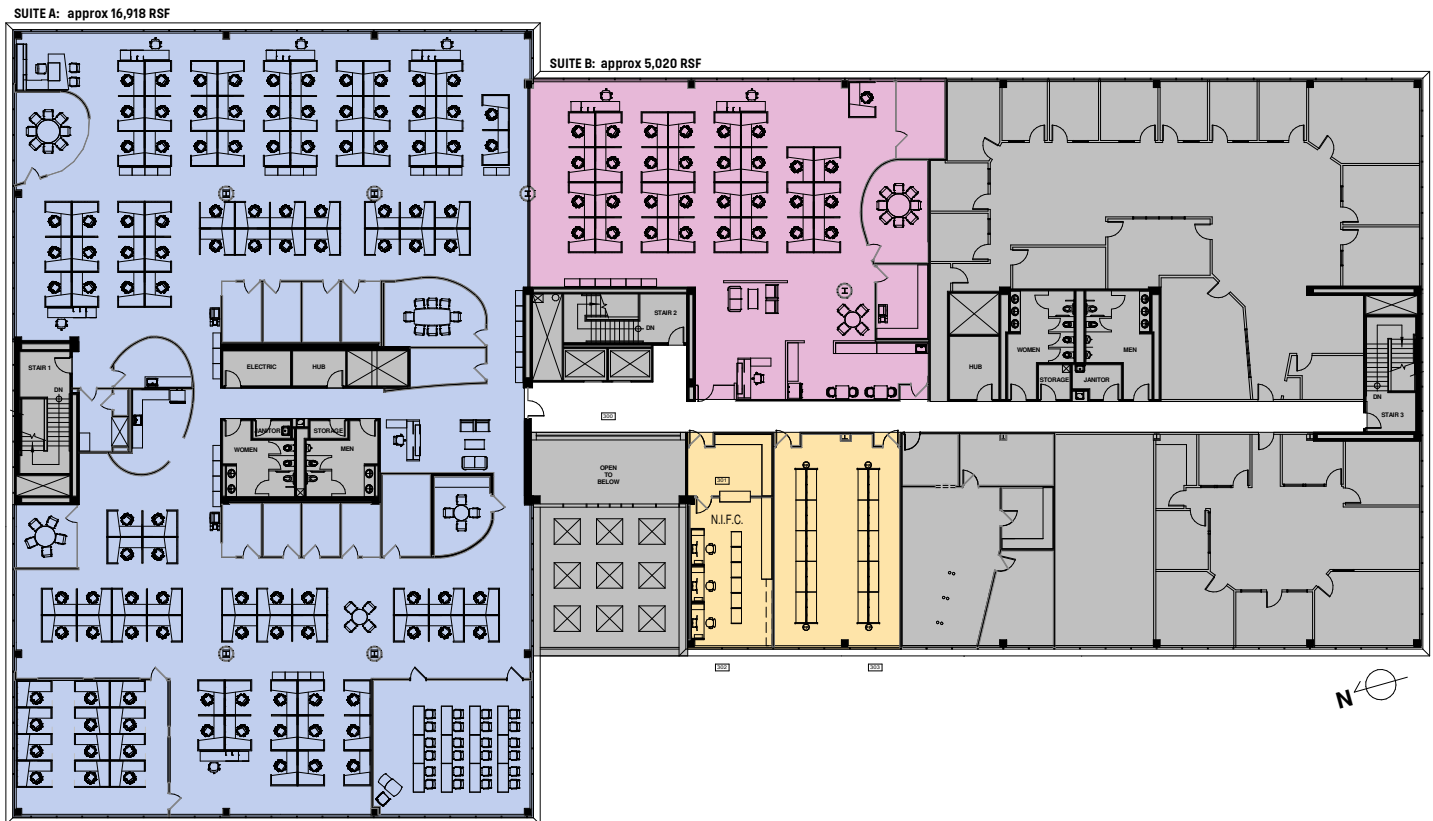 SUITE A: approx 16,918 RSF
SUITE B: approx 5,020 RSF
STAIR 2
DN
STAIR 1
DN
ELECTRIC
HUB
HUB
WOMEN
MEN
STORAGE
JANITOR
DN
STAIR 3
300
JANITOR
STORAGE
WOMEN
MEN
OPEN
TO
BELOW
301
N.I.F.C.
302
303
N
H
H
H
H
H
H